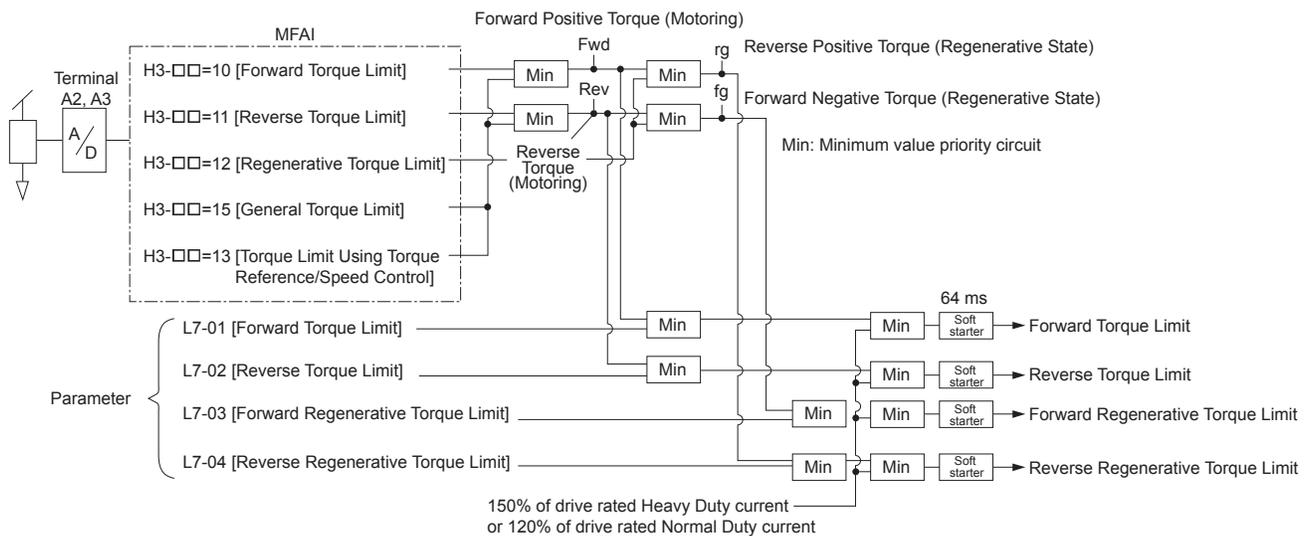 Forward Positive Torque (Motoring)
MFAI
Fwd
rg
Reverse Positive Torque (Regenerative State)
Terminal
A2, A3
A/D
H3-□□=10 [Forward Torque Limit]
Min
Min
Rev
fg
Forward Negative Torque (Regenerative State)
H3-□□=11 [Reverse Torque Limit]
Min
Min
Min: Minimum value priority circuit
Reverse
Torque
(Motoring)
H3-□□=12 [Regenerative Torque Limit]
H3-□□=15 [General Torque Limit]
H3-□□=13 [Torque Limit Using Torque
Reference/Speed Control]
64 ms
Parameter
L7-01 [Forward Torque Limit]
Min
Min
Soft
starter
Forward Torque Limit
L7-02 [Reverse Torque Limit]
Min
Min
Soft
starter
Reverse Torque Limit
L7-03 [Forward Regenerative Torque Limit]
Min
Min
Soft
starter
Forward Regenerative Torque Limit
L7-04 [Reverse Regenerative Torque Limit]
Min
Min
Soft
starter
Reverse Regenerative Torque Limit
150% of drive rated Heavy Duty current
or 120% of drive rated Normal Duty current